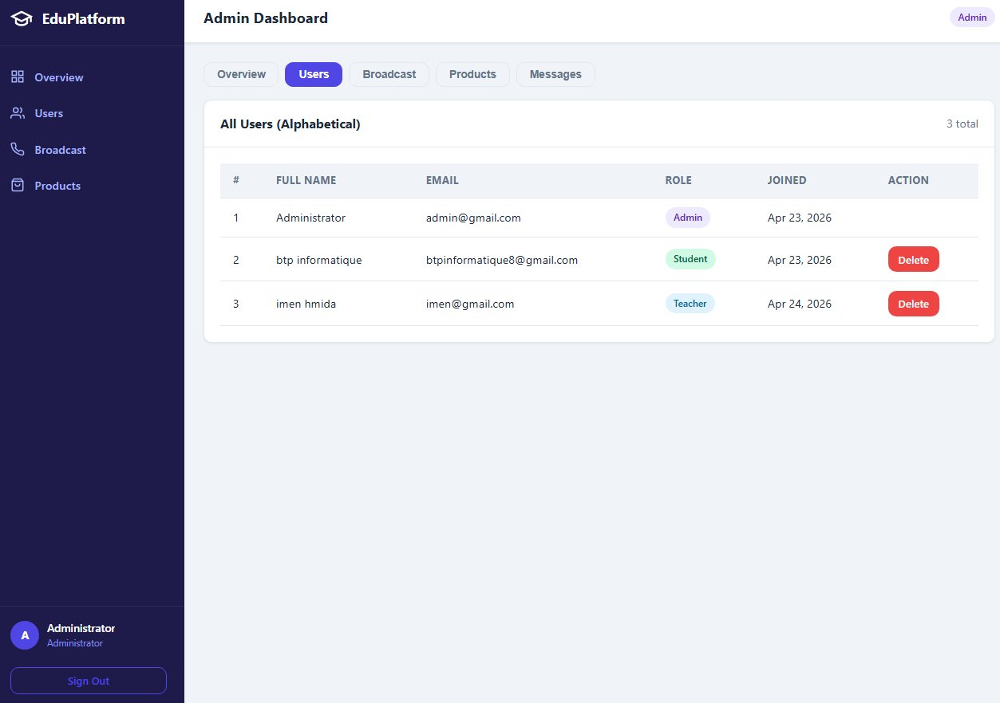 EduPlatform
Overview
Users
Broadcast
Products
A
Administrator
Administrator
Sign Out
Admin Dashboard
Admin
Overview Users Broadcast Products Messages
All Users (Alphabetical) 3 total
# FULL NAME EMAIL ROLE JOINED ACTION
1 Administrator admin@gmail.com Admin Apr 23, 2026
2 btp informatique btpinformatique8@gmail.com Student Apr 23, 2026 Delete
3 imen hmida imen@gmail.com Teacher Apr 24, 2026 Delete